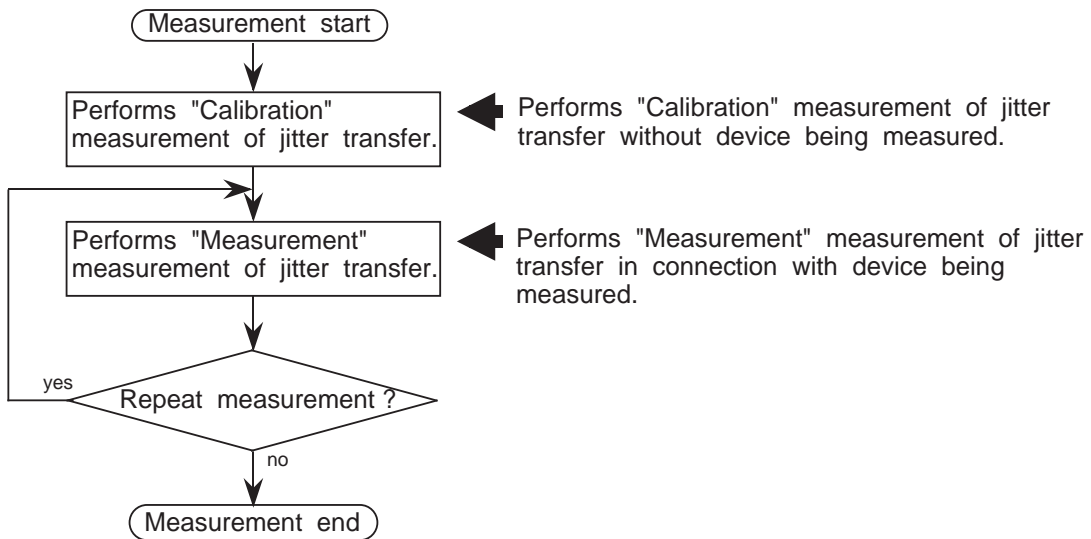 Measurement start
Performs "Calibration"
measurement of jitter transfer.
Performs "Calibration" measurement of jitter
transfer without device being measured.
Performs "Measurement"
measurement of jitter transfer.
Performs "Measurement" measurement of jitter
transfer in connection with device being
measured.
yes
Repeat measurement ?
no
Measurement end